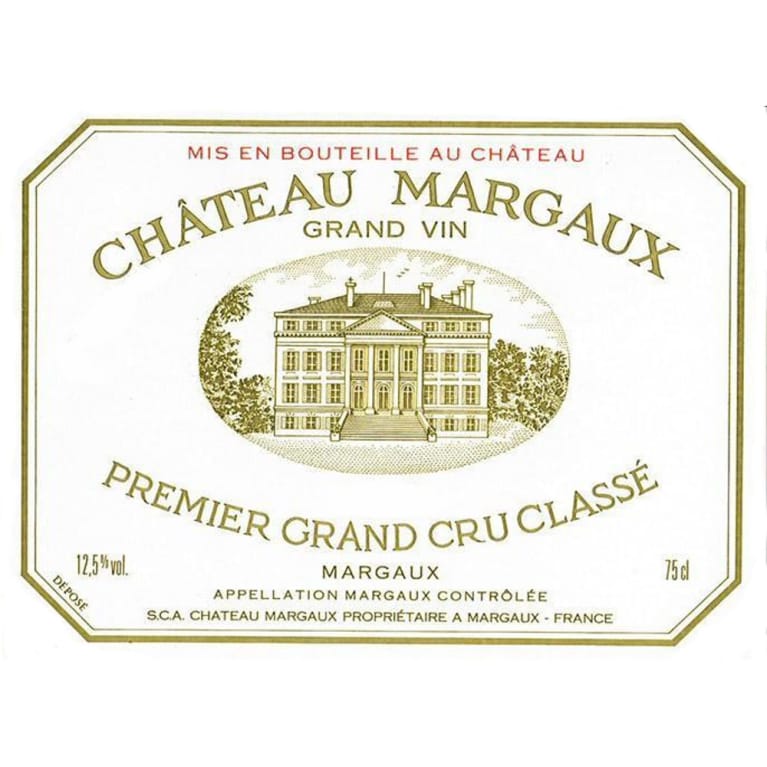 MIS EN BOUTEILLE AU CHÂTEAU
CHÂTEAU MARGAUX
GRAND VIN
PREMIER GRAND CRU CLASSÉ
12,5% vol.
MARGAUX
75 cl
DÉPOSÉ
APPELLATION MARGAUX CONTRÔLÉE
S.C.A. CHATEAU MARGAUX PROPRIÉTAIRE A MARGAUX - FRANCE